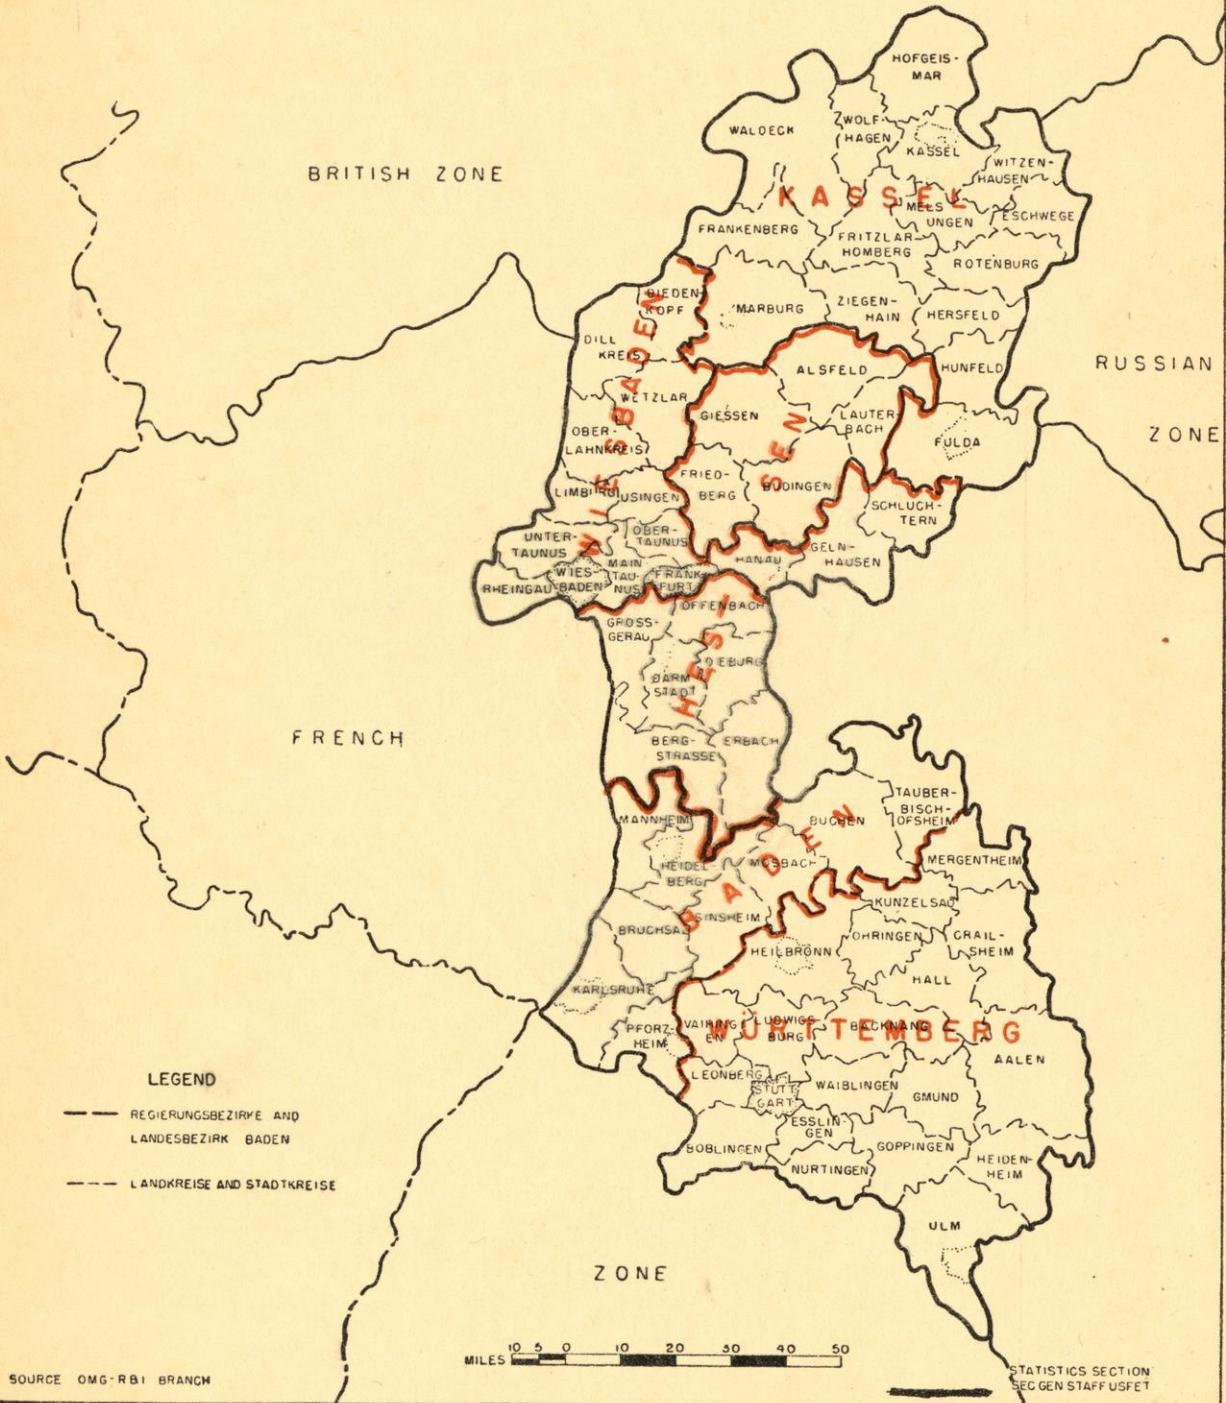 HOFGEIS-
MAR
WALDECK
WOLF-
HAGEN
KASSEL
WITZEN-
HAUSEN
BRITISH ZONE
KASSEL
MELS
UNGEN
ESCHWEGE
FRANKENBERG
FRITZLAR-
HOMBERG
ROTENBURG
BIEDEN-
KOPF
MARBURG
ZIEGEN-
HAIN
HERSFELD
DILL
KREIS
WIESBADEN
ALSFELD
HUNFELD
RUSSIAN
ZONE
WETZLAR
GIESSEN
LAUTER-
BACH
OBER-
LAHNKREIS
FULDA
HESSEN
FRIED-
BERG
BUDINGEN
LIMBURG
USINGEN
SCHLUCH-
TERN
UNTER-
TAUNUS
OBER-
TAUNUS
GELN-
HAUSEN
HANAU
RHEINGAU
WIES-
BADEN
MAIN
TAU-
NUS
FRANK-
FURT
OFFENBACH
GROSS-
GERAU
DIEBURG
DARM
STADT
FRENCH
BERG-
STRASSE
ERBACH
TAUBER-
BISCH-
OFSHEIM
BUCHEN
MANNHEIM
BADEN
HEIDEL-
BERG
MOSBACH
MERGENTHEIM
KUNZELSAU
SINSHEIM
BRUCHSAL
HEILBRONN
OHRINGEN
CRAIL-
SHEIM
HALL
KARLSRUHE
PFORZ-
HEIM
VAIHING
EN
LUDWIGS
BURG
BACKNANG
WÜRTTEMBERG
AALEN
LEONBERG
STUTT
GART
WAIBLINGEN
GMUND
ESSLIN-
GEN
BOBLINGEN
NURTINGEN
GOPPINGEN
HEIDEN-
HEIM
ULM
LEGEND
REGIERUNGSBEZIRKE AND
LANDESBEZIRK BADEN
LANDKREISE AND STADTKREISE
ZONE
MILES 10 5 0 10 20 30 40 50
SOURCE OMG-RBI BRANCH
STATISTICS SECTION
SEC GEN STAFF USFET